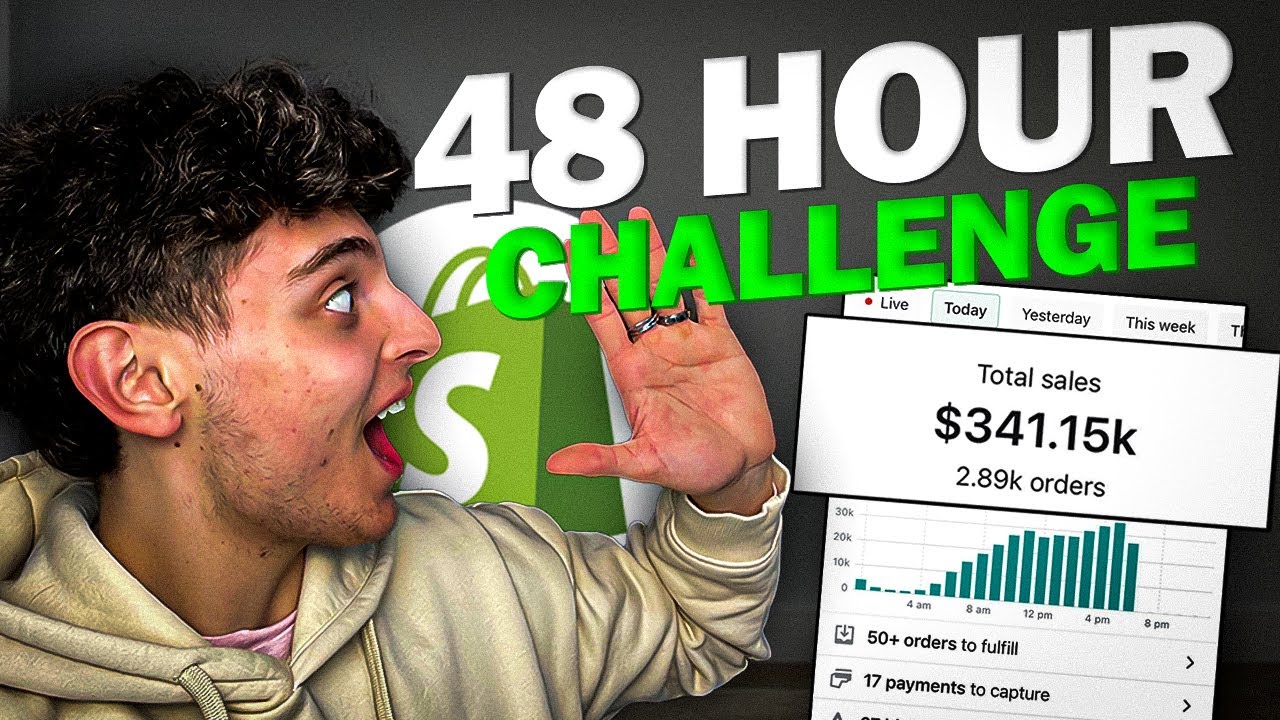 48 HOUR
CHALLENGE
S
Live Today Yesterday This week
Total sales
$341.15k
2.89k orders
30k
20k
10k
0
4 am 8 am 12 pm 4 pm 8 pm
50+ orders to fulfill
17 payments to capture